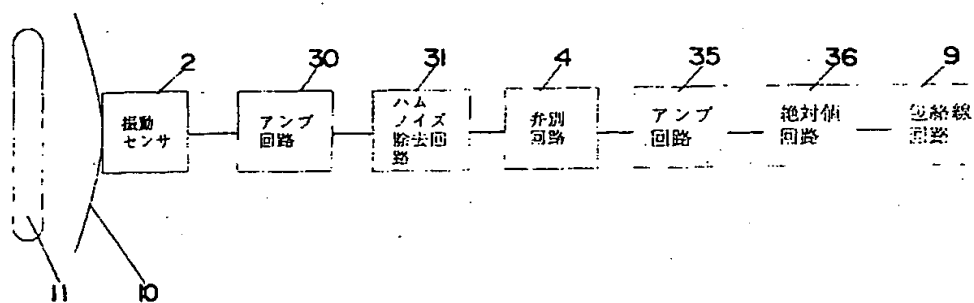 2
30
31
4
35
36
9
振動
センサ
アンプ
回路
ハム
ノイズ
除去回
路
弁別
回路
アンプ
回路
絶対値
回路
包絡線
回路
11
10